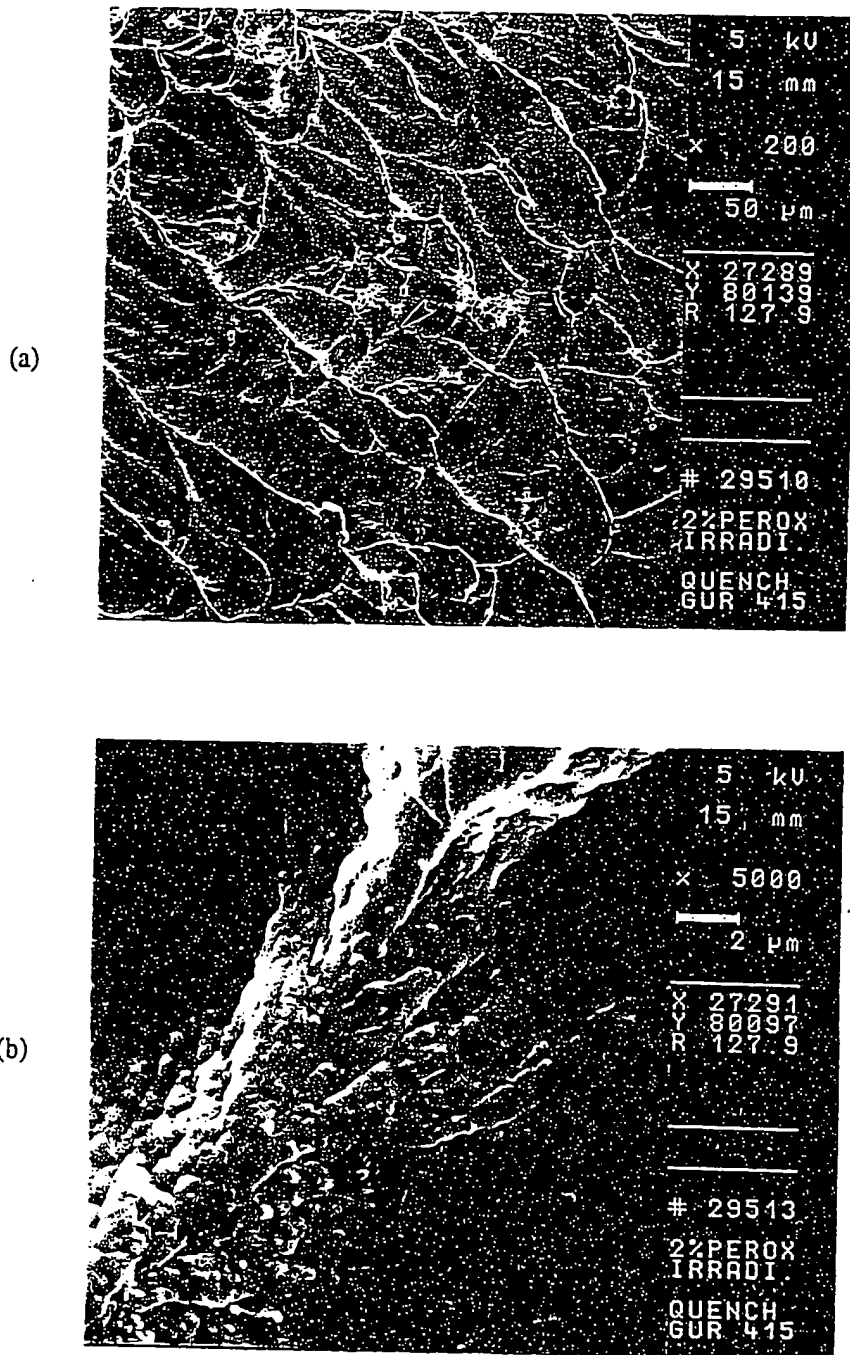 (a)
5 kV
15 mm
x 200
50 µm
X 27289
Y 80139
R 127.9
# 29510
2%PEROX
IRRADI.
QUENCH
GUR 415
(b)
5 kV
15 mm
x 5000
2 µm
X 27291
Y 80097
R 127.9
# 29513
2%PEROX
IRRADI.
QUENCH
GUR 415